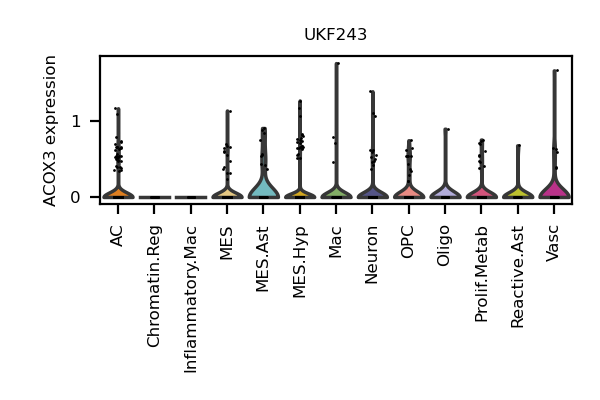 UKF243
ACOX3 expression
1
0
AC
Chromatin.Reg
Inflammatory.Mac
MES
MES.Ast
MES.Hyp
Mac
Neuron
OPC
Oligo
Prolif.Metab
Reactive.Ast
Vasc